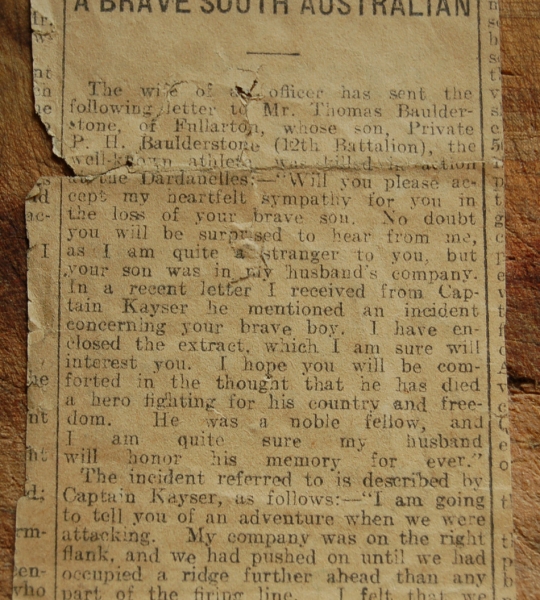 A BRAVE SOUTH AUSTRALIAN
The wife of an officer has sent the
following letter to Mr. Thomas Baulder-
stone, of Fullarton, whose son, Private
P. H. Baulderstone (12th Battalion), the
well-known athlete was killed in action
at the Dardanelles:—"Will you please ac-
cept my heartfelt sympathy for you in
the loss of your brave son. No doubt
you will be surprised to hear from me,
as I am quite a stranger to you, but
your son was in my husband's company.
In a recent letter I received from Cap-
tain Kayser he mentioned an incident
concerning your brave boy. I have en-
closed the extract, which I am sure will
interest you. I hope you will be com-
forted in the thought that he has died
a hero fighting for his country and free-
dom. He was a noble fellow, and
I am quite sure my husband
will honor his memory for ever."
The incident referred to is described by
Captain Kayser, as follows:—"I am going
to tell you of an adventure when we were
attacking. My company was on the right
flank, and we had pushed on until we had
occupied a ridge further ahead than any
part of the firing line. I felt that we